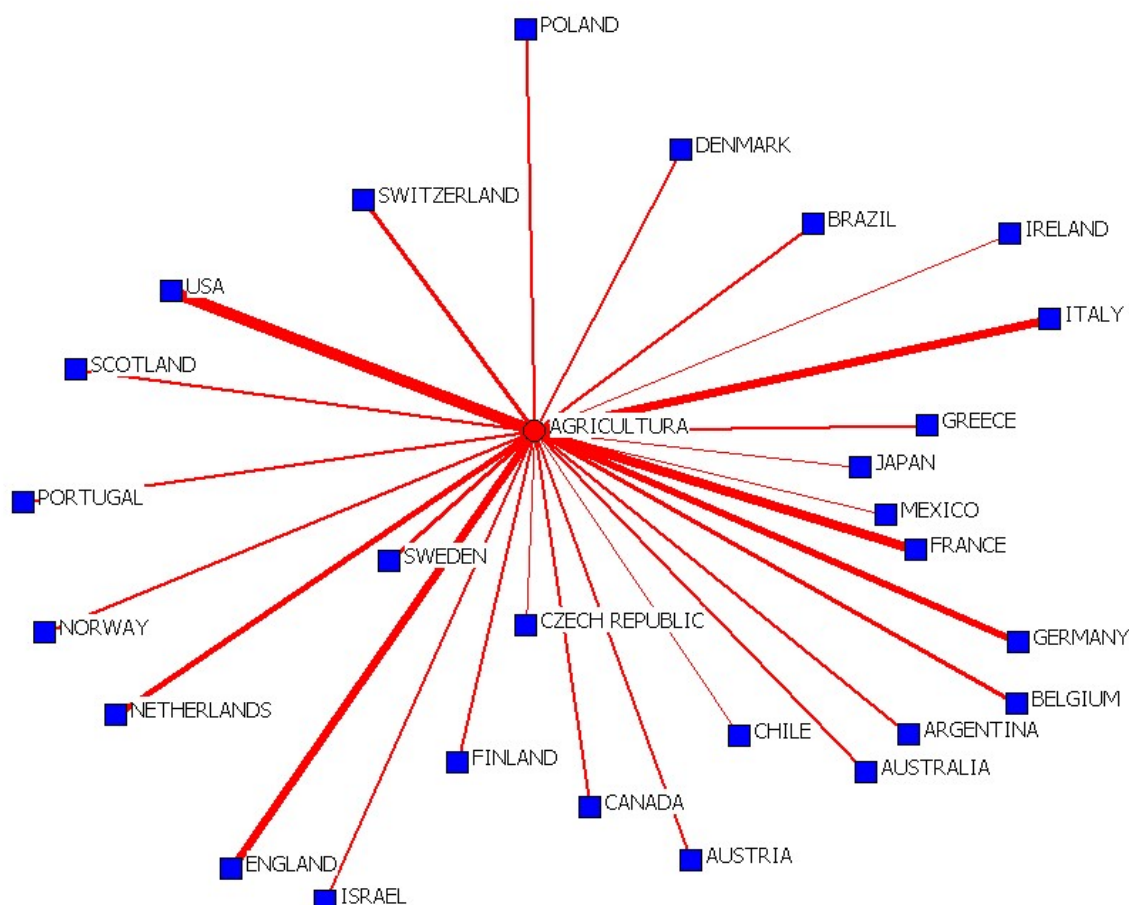 POLAND
DENMARK
SWITZERLAND
BRAZIL
IRELAND
USA
ITALY
SCOTLAND
AGRICULTURA
GREECE
JAPAN
PORTUGAL
MEXICO
FRANCE
SWEDEN
CZECH REPUBLIC
NORWAY
GERMANY
BELGIUM
NETHERLANDS
CHILE
ARGENTINA
FINLAND
AUSTRALIA
CANADA
AUSTRIA
ENGLAND
ISRAEL